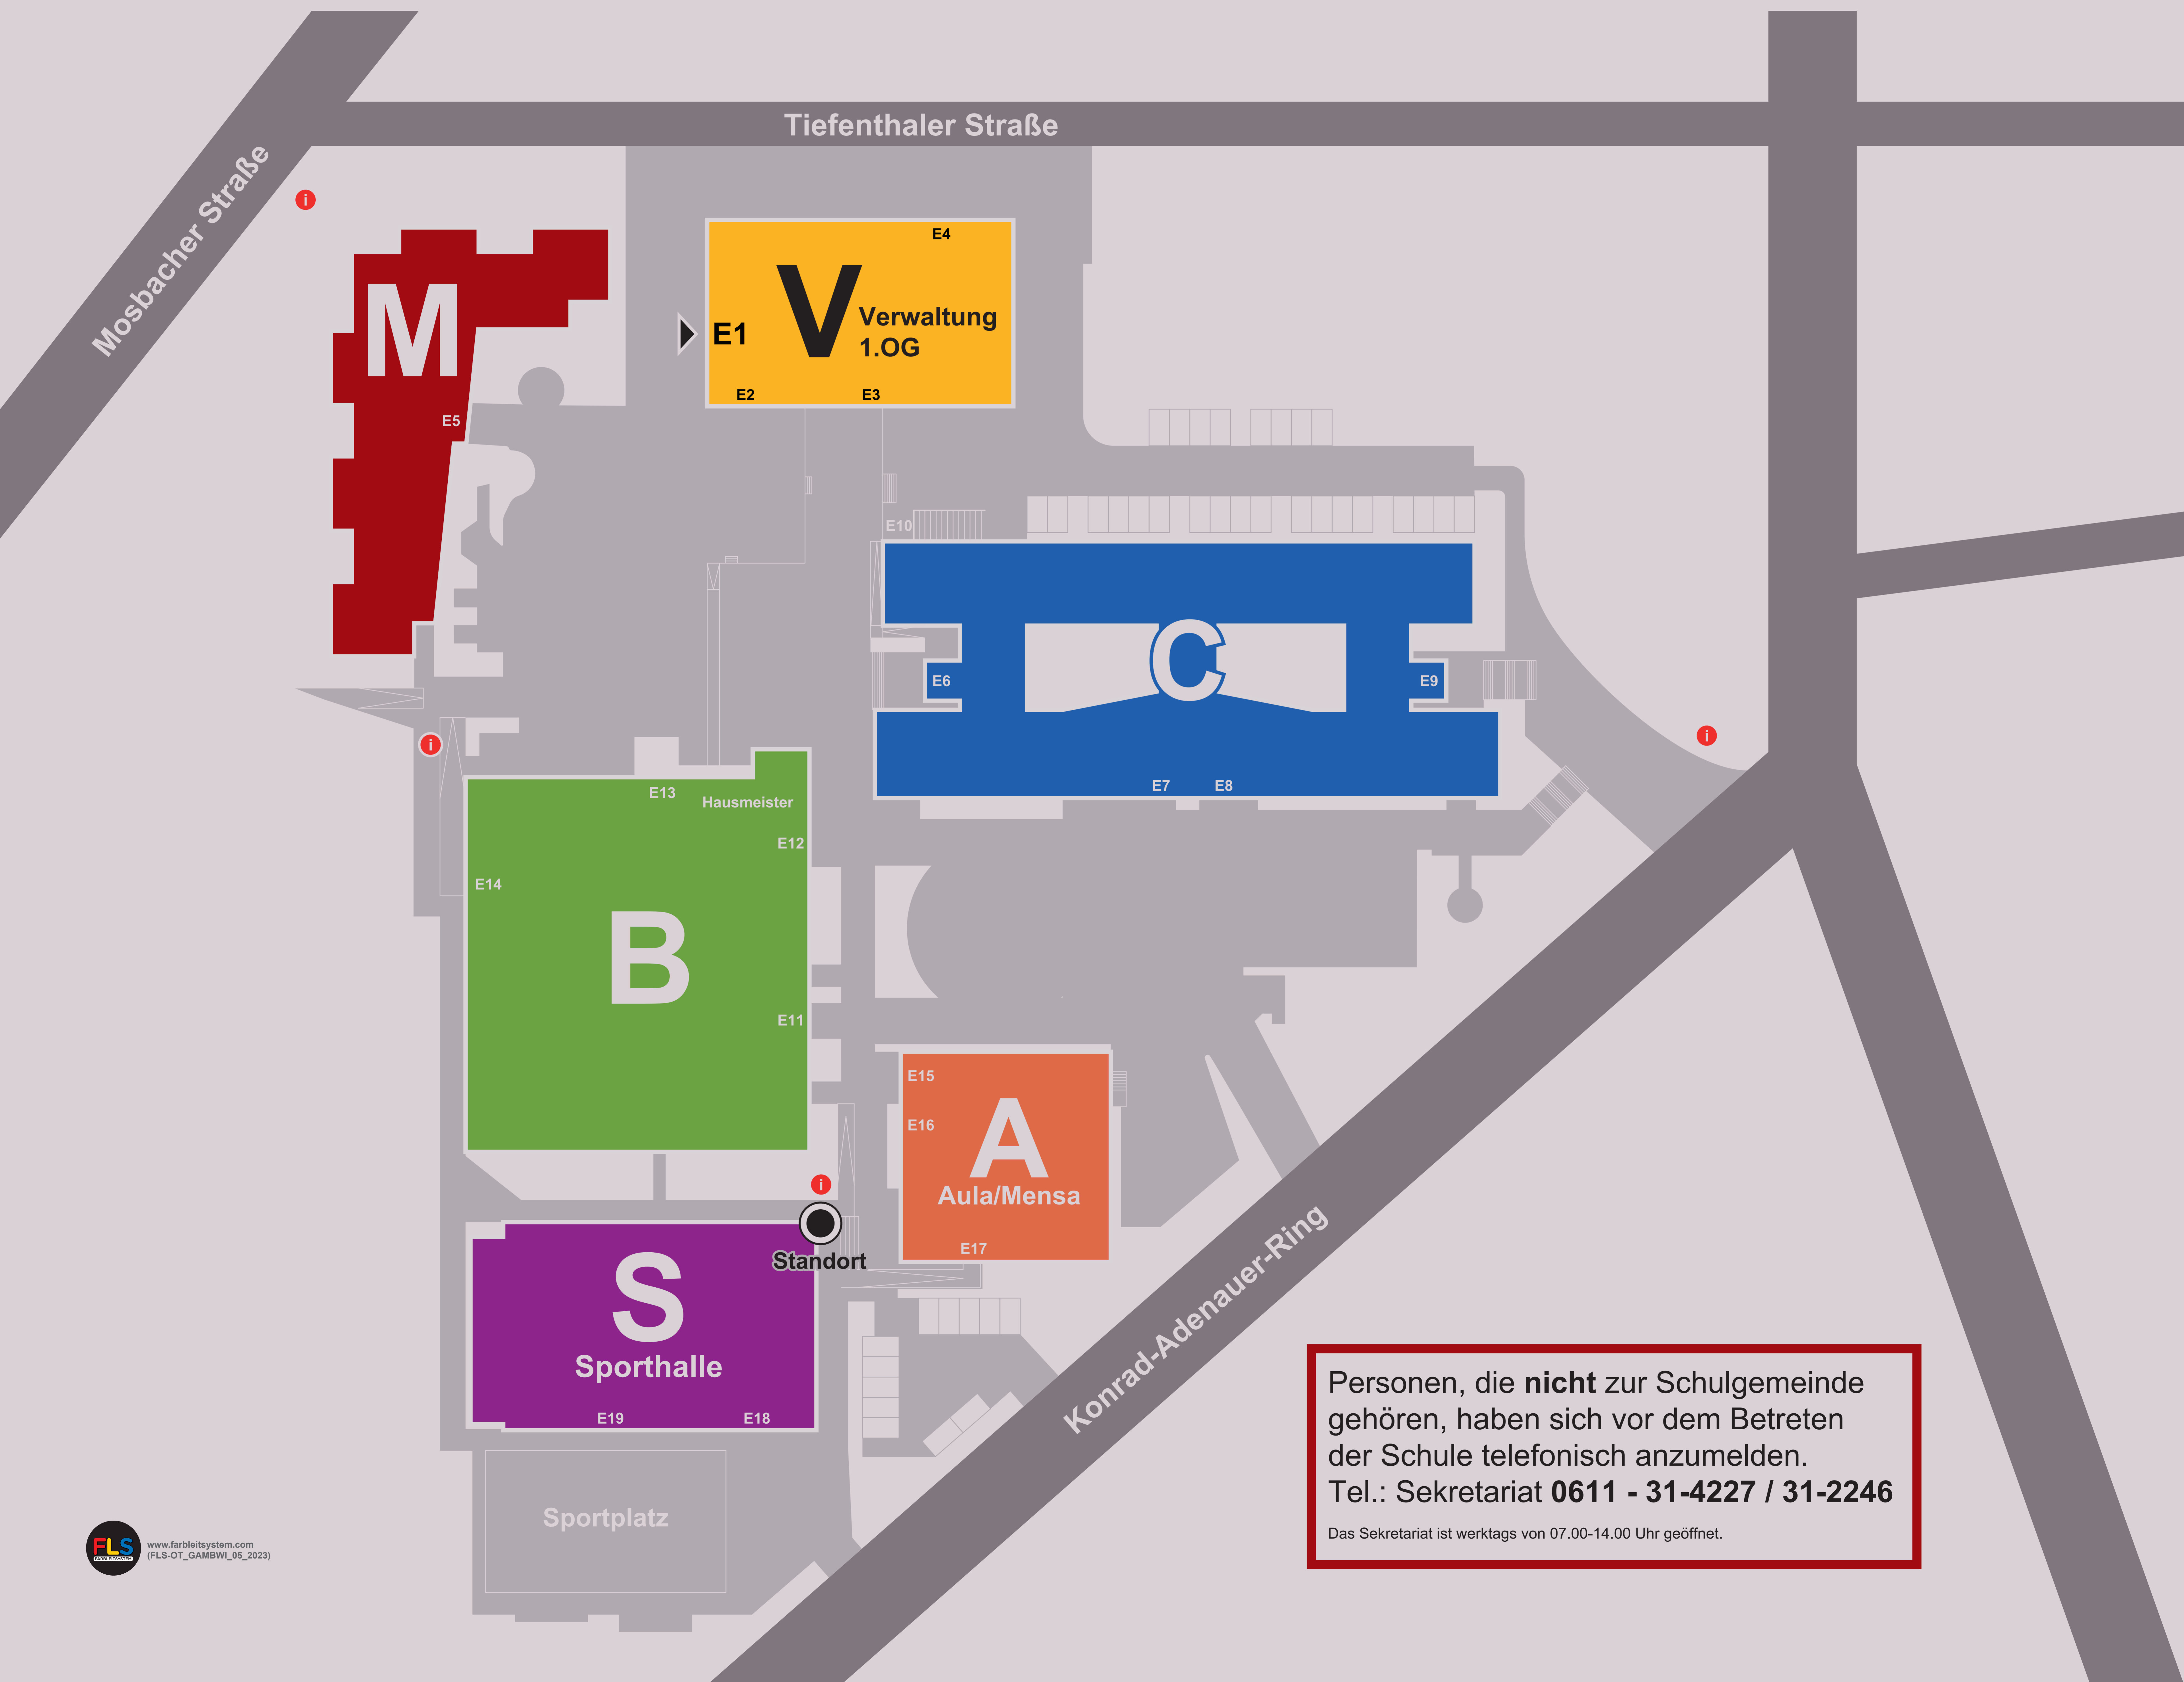 Tiefenthaler Straße
Mosbacher Straße
i
M
E5
E4
V
Verwaltung
1.OG
E1
E2
E3
E10
C
E6
E9
E7
E8
i
i
E13
Hausmeister
E12
E14
B
E11
E15
E16
A
Aula/Mensa
E17
i
Standort
S
Sporthalle
E19
E18
Sportplatz
Konrad-Adenauer-Ring
Personen, die nicht zur Schulgemeinde
gehören, haben sich vor dem Betreten
der Schule telefonisch anzumelden.
Tel.: Sekretariat 0611 - 31-4227 / 31-2246
Das Sekretariat ist werktags von 07.00-14.00 Uhr geöffnet.
FLS
FARBLEITSYSTEM
www.farbleitsystem.com
(FLS-OT_GAMBWI_05_2023)